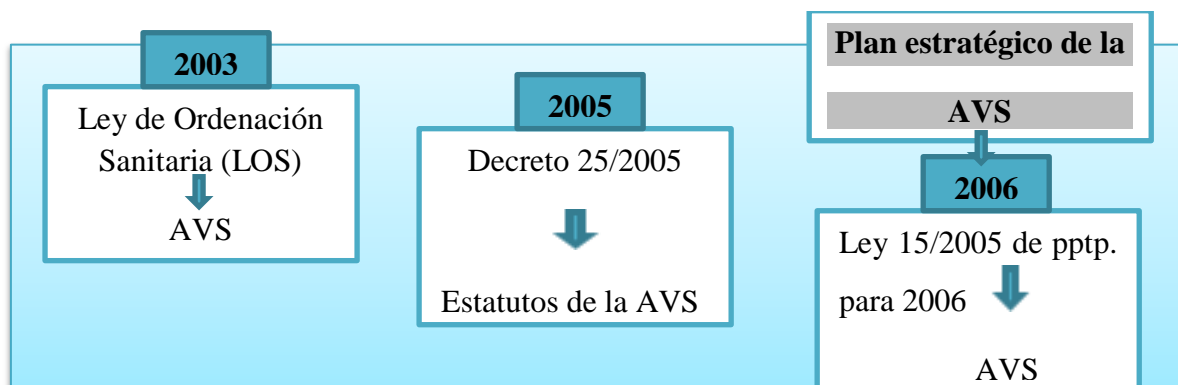 2003
Ley de Ordenación
Sanitaria (LOS)
AVS
2005
Decreto 25/2005
Estatutos de la AVS
Plan estratégico de la
AVS
2006
Ley 15/2005 de pptp.
para 2006
AVS